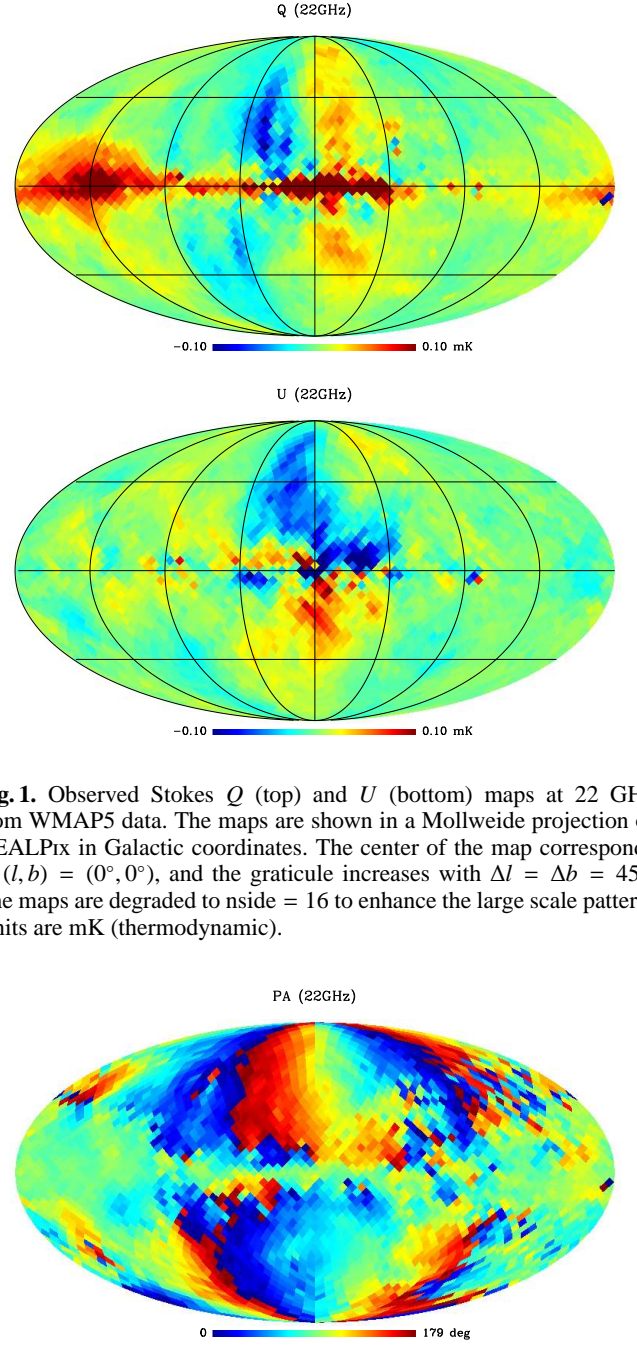 Q (22GHz)
−0.10 0.10 mK
U (22GHz)
−0.10 0.10 mK
g. 1. Observed Stokes Q (top) and U (bottom) maps at 22 GH
om WMAP5 data. The maps are shown in a Mollweide projection
EALPIX in Galactic coordinates. The center of the map correspon
(l, b) = (0°, 0°), and the graticule increases with Δl = Δb = 45
e maps are degraded to nside = 16 to enhance the large scale patter
nits are mK (thermodynamic).
PA (22GHz)
0 179 deg